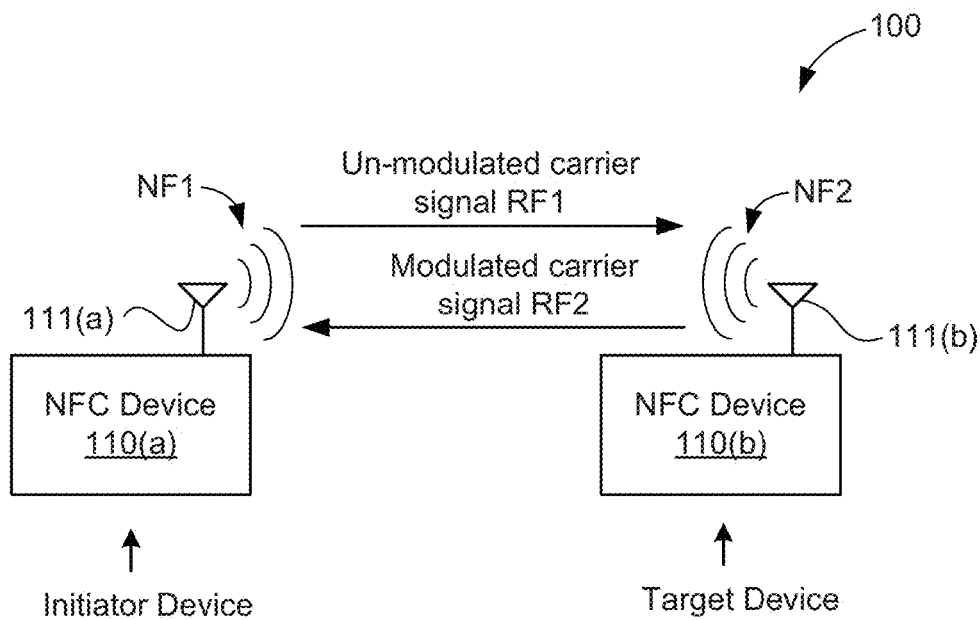 100
Un-modulated carrier
signal RF1
NF1
NF2
Modulated carrier
signal RF2
111(a)
111(b)
NFC Device
110(a)
NFC Device
110(b)
Initiator Device
Target Device